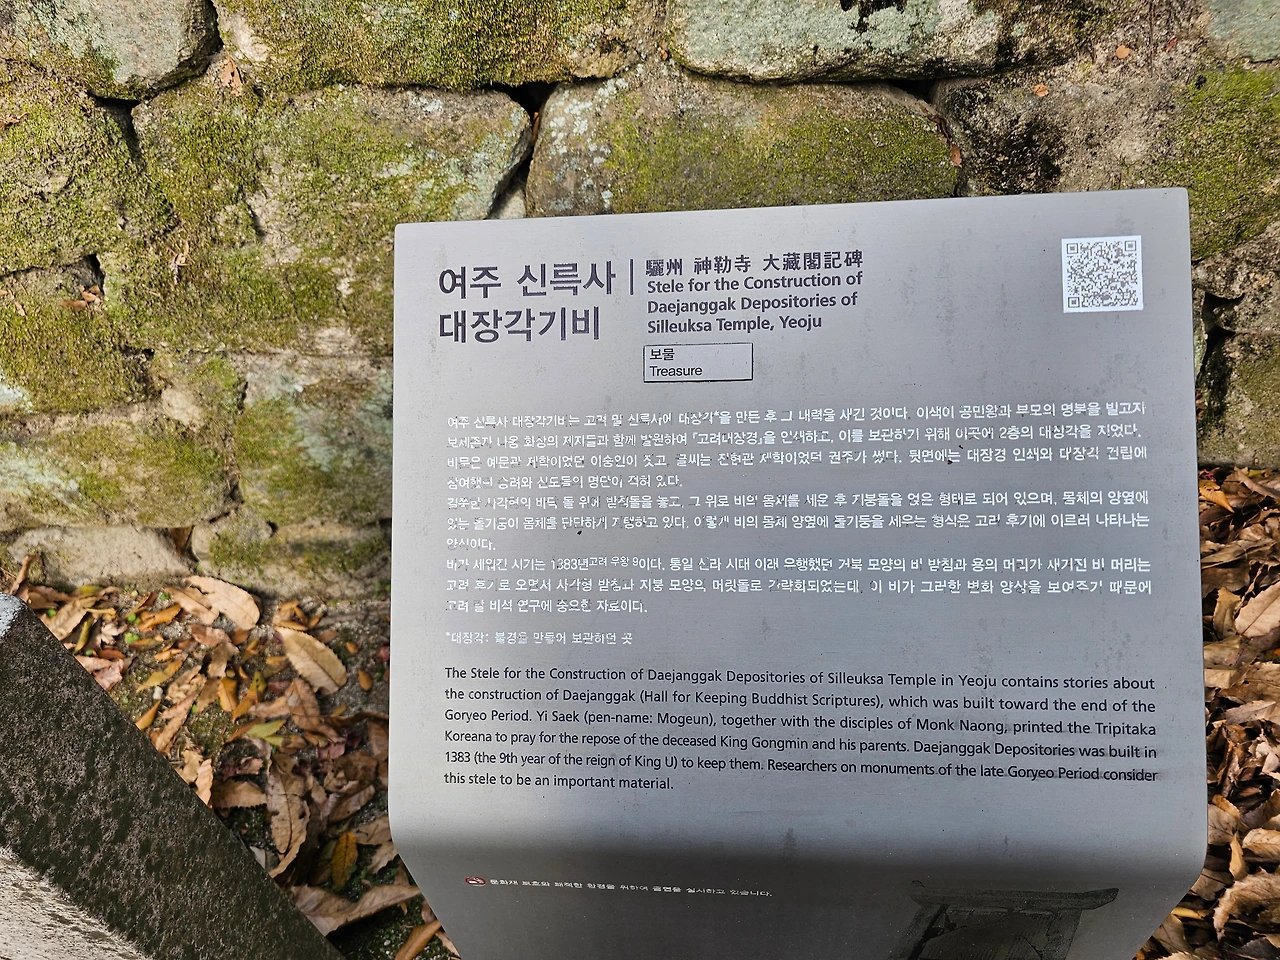 여주 신륵사
대장각기비
驪州 神勒寺 大藏閣記碑
Stele for the Construction of
Daejanggak Depositories of
Silleuksa Temple, Yeoju
보물
Treasure
여주 신륵사 대장각기비는 고려 말 신륵사에 대장각*을 만든 후 그 내력을 새긴 것이다. 이색이 공민왕과 부모의 명복을 빌고자
나옹 화상의 제자들과 함께 발원하여 『고려대장경』을 인쇄하고, 이를 보관하기 위해 이곳에 2층의 대장각을 지었다.
비문은 예문관 제학이었던 이숭인이 짓고, 글씨는 진현관 제학이었던 권주가 썼다. 뒷면에는 대장경 인쇄와 대장각 건립에
참여했던 승려와 신도들의 명단이 적혀 있다.
사각형의 받침돌을 놓고, 그 위로 비의 몸체를 세운 후 지붕돌을 얹은 형태로 되어 있으며, 몸체의 양옆에
있는 돌기둥이 몸체를 단단하게 지탱하고 있다. 이렇게 비의 몸체 양옆에 돌기둥을 세우는 형식은 고려 후기에 이르러 나타나는
양식이다.
비가 세워진 시기는 1383년고려 우왕 9이다. 통일 신라 시대 이래 유행했던 거북 모양의 비 받침과 용의 머리가 새겨진 비 머리는
고려 후기로 오면서 사각형 받침과 지붕 모양의 머릿돌로 간략화되었는데, 이 비가 그러한 변화 양상을 보여주기 때문에
고려 말 비석 연구에 중요한 자료이다.
*대장각: 불경을 만들어 보관하던 곳
The Stele for the Construction of Daejanggak Depositories of Silleuksa Temple in Yeoju contains stories about
the construction of Daejanggak (Hall for Keeping Buddhist Scriptures), which was built toward the end of the
Goryeo Period. Yi Saek (pen-name: Mogeun), together with the disciples of Monk Naong, printed the Tripitaka
Koreana to pray for the repose of the deceased King Gongmin and his parents. Daejanggak Depositories was built in
1383 (the 9th year of the reign of King U) to keep them. Researchers on monuments of the late Goryeo Period consider
this stele to be an important material.
문화재 보호와 쾌적한 환경을 위하여 금연을 실시하고 있습니다.